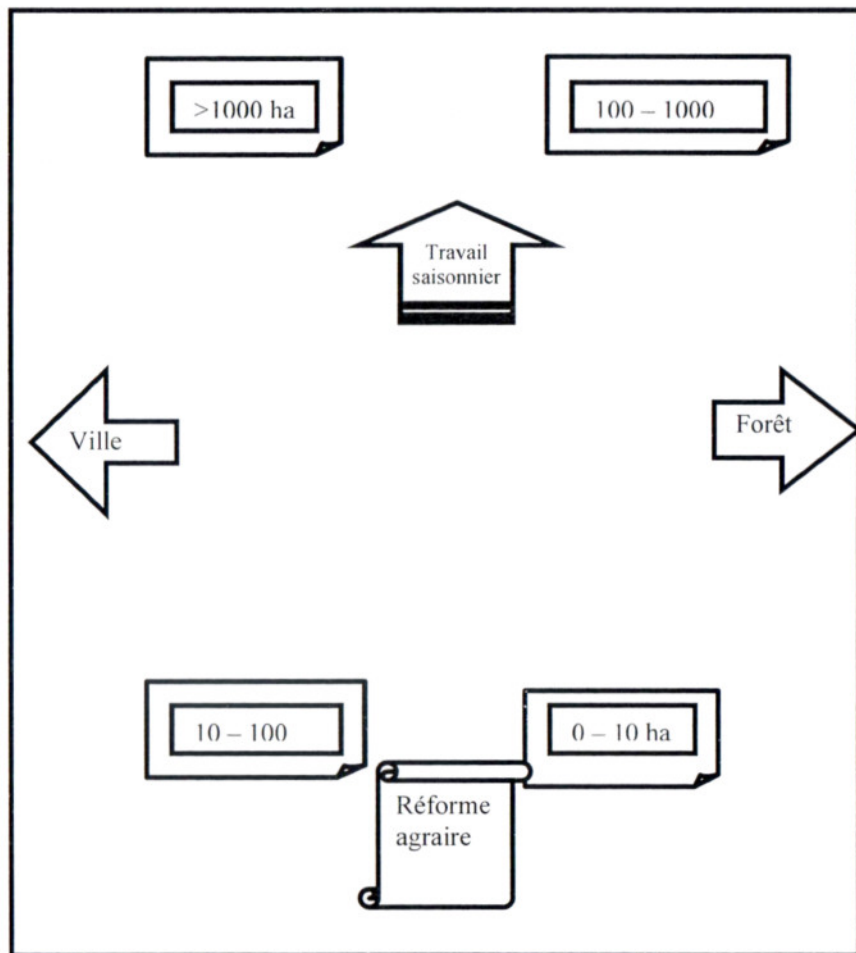 >1000 ha
100 – 1000
Travail
saisonnier
Ville
Forêt
10 – 100
0 – 10 ha
Réforme
agraire